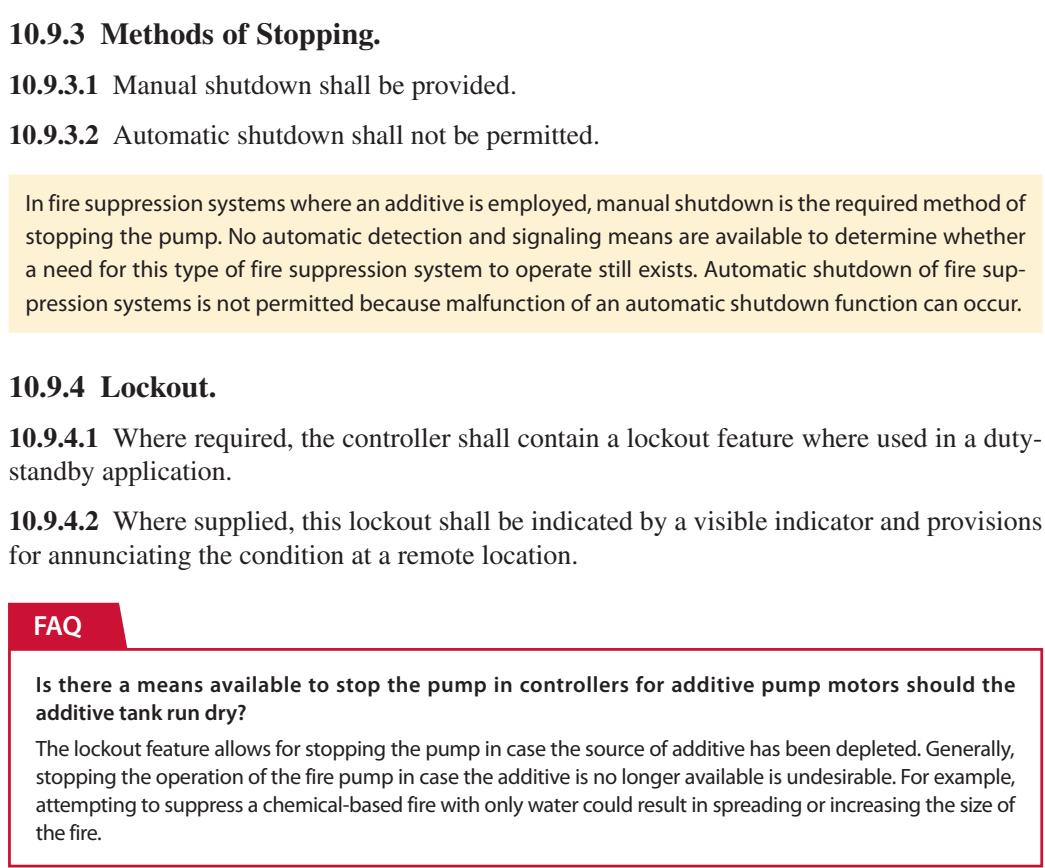 10.9.3 Methods of Stopping.
10.9.3.1 Manual shutdown shall be provided.
10.9.3.2 Automatic shutdown shall not be permitted.
In fire suppression systems where an additive is employed, manual shutdown is the required method of
stopping the pump. No automatic detection and signaling means are available to determine whether
a need for this type of fire suppression system to operate still exists. Automatic shutdown of fire sup-
pression systems is not permitted because malfunction of an automatic shutdown function can occur.
10.9.4 Lockout.
10.9.4.1 Where required, the controller shall contain a lockout feature where used in a duty-
standby application.
10.9.4.2 Where supplied, this lockout shall be indicated by a visible indicator and provisions
for annunciating the condition at a remote location.
FAQ
Is there a means available to stop the pump in controllers for additive pump motors should the
additive tank run dry?
The lockout feature allows for stopping the pump in case the source of additive has been depleted. Generally,
stopping the operation of the fire pump in case the additive is no longer available is undesirable. For example,
attempting to suppress a chemical-based fire with only water could result in spreading or increasing the size of
the fire.